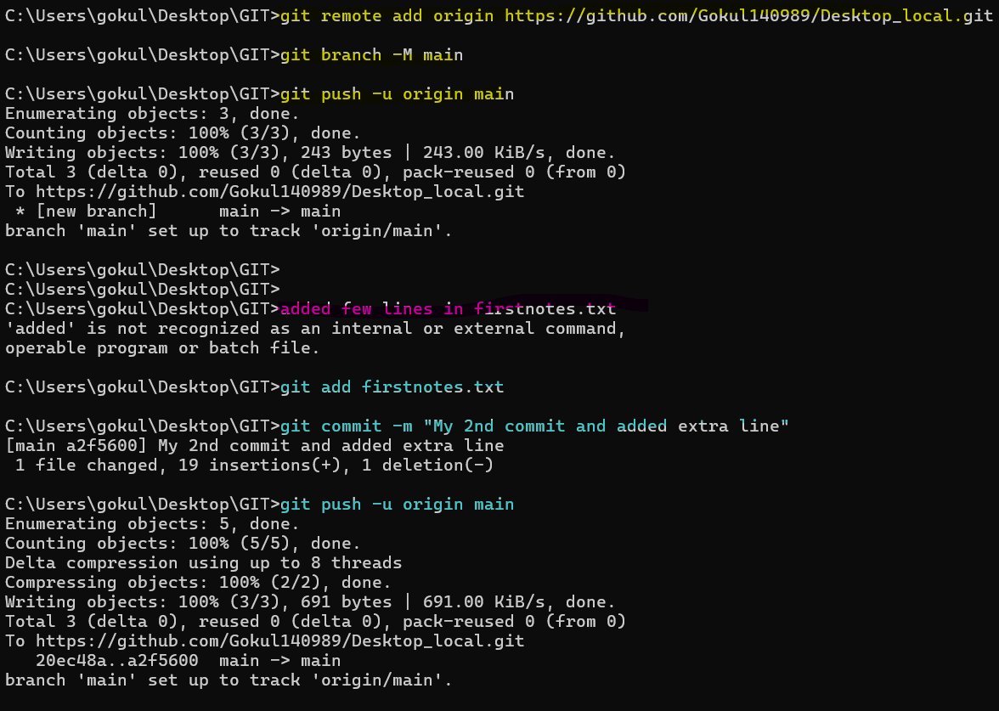 C:\Users\gokul\Desktop\GIT>git remote add origin https://github.com/Gokul140989/Desktop_local.git
C:\Users\gokul\Desktop\GIT>git branch -M main
C:\Users\gokul\Desktop\GIT>git push -u origin main
Enumerating objects: 3, done.
Counting objects: 100% (3/3), done.
Writing objects: 100% (3/3), 243 bytes | 243.00 KiB/s, done.
Total 3 (delta 0), reused 0 (delta 0), pack-reused 0 (from 0)
To https://github.com/Gokul140989/Desktop_local.git
 * [new branch]      main -> main
branch 'main' set up to track 'origin/main'.
C:\Users\gokul\Desktop\GIT>
C:\Users\gokul\Desktop\GIT>
C:\Users\gokul\Desktop\GIT>added few lines in firstnotes.txt
'added' is not recognized as an internal or external command,
operable program or batch file.
C:\Users\gokul\Desktop\GIT>git add firstnotes.txt
C:\Users\gokul\Desktop\GIT>git commit -m "My 2nd commit and added extra line"
[main a2f5600] My 2nd commit and added extra line
 1 file changed, 19 insertions(+), 1 deletion(-)
C:\Users\gokul\Desktop\GIT>git push -u origin main
Enumerating objects: 5, done.
Counting objects: 100% (5/5), done.
Delta compression using up to 8 threads
Compressing objects: 100% (2/2), done.
Writing objects: 100% (3/3), 691 bytes | 691.00 KiB/s, done.
Total 3 (delta 0), reused 0 (delta 0), pack-reused 0 (from 0)
To https://github.com/Gokul140989/Desktop_local.git
   20ec48a..a2f5600  main -> main
branch 'main' set up to track 'origin/main'.